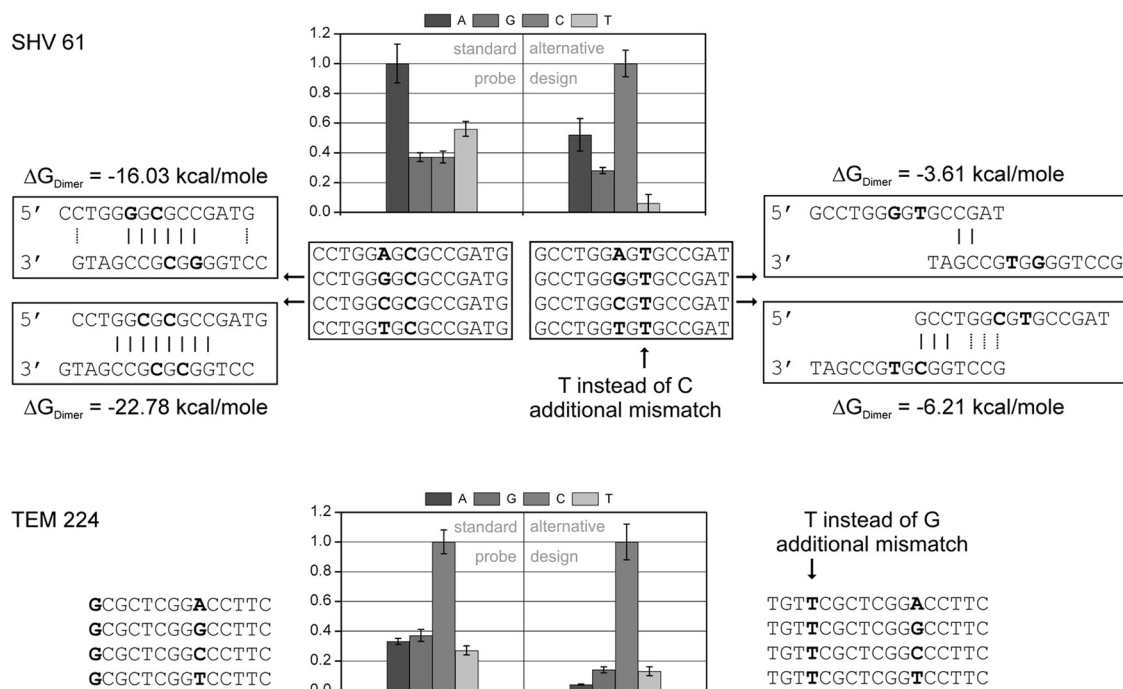 SHV 61
A G C T
standard alternative
probe design
1.2
1.2
1.0
0.8
0.6
0.4
0.2
0.0
ΔGDimer = -16.03 kcal/mole
5' CCTGGGGCGCCGATG
3' GTAGCCGCGGGGTCC
5' CCTGGCGCGCCGATG
3' GTAGCCGCGCGGTCC
ΔGDimer = -22.78 kcal/mole
CCTGGAGCGCCGATG
CCTGGGGCGCCGATG
CCTGGCGCGCCGATG
CCTGGTGCGCCGATG
GCCTGGAGTGCCGAT
GCCTGGGGTGCCGAT
GCCTGGCGTGCCGAT
GCCTGGTGTGCCGAT
T instead of C
additional mismatch
ΔGDimer = -3.61 kcal/mole
5' GCCTGGGGTGCCGAT
3' TAGCCGTGGGGTCCG
5' GCCTGGCGTGCCGAT
3' TAGCCGTGCGGTCCG
ΔGDimer = -6.21 kcal/mole
TEM 224
A G C T
standard alternative
probe design
1.2
1.0
0.8
0.6
0.4
0.2
0.0
GCGCTCGGACCTTC
GCGCTCGGGCCTTC
GCGCTCGGCCCTTC
GCGCTCGGTCCTTC
T instead of G
additional mismatch
TGTTCGCTCGGACCTTC
TGTTCGCTCGGGCCTTC
TGTTCGCTCGGCCCTTC
TGTTCGCTCGGTCCTTC